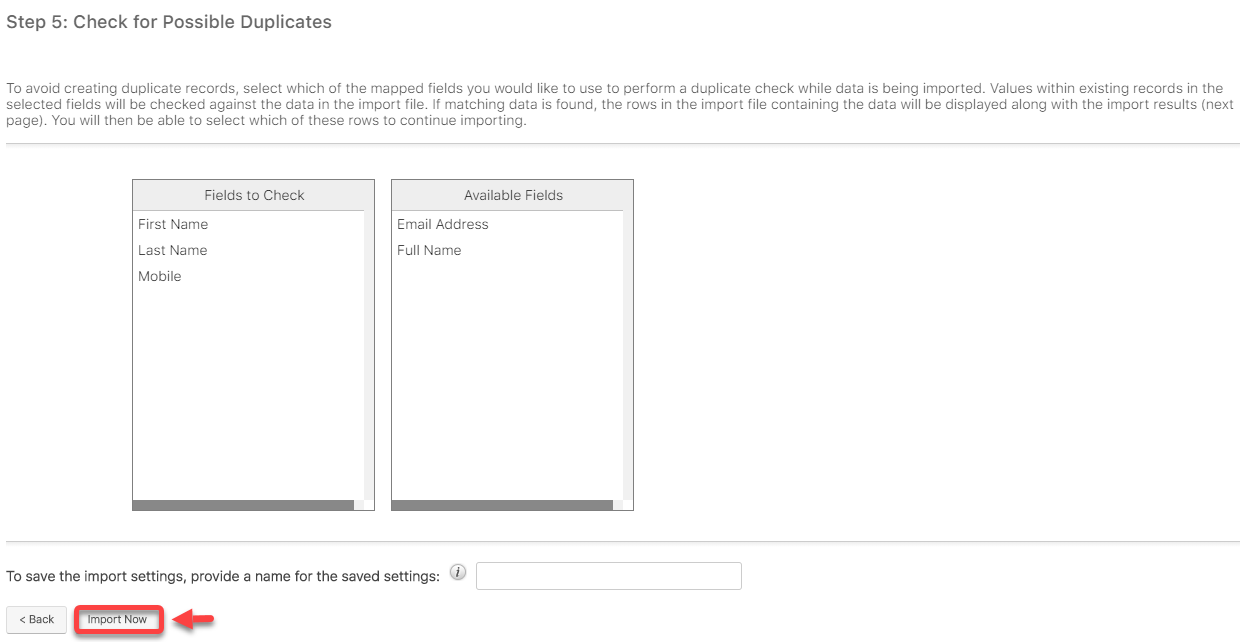 Step 5: Check for Possible Duplicates
To avoid creating duplicate records, select which of the mapped fields you would like to use to perform a duplicate check while data is being imported. Values within existing records in the
selected fields will be checked against the data in the import file. If matching data is found, the rows in the import file containing the data will be displayed along with the import results (next
page). You will then be able to select which of these rows to continue importing.
Fields to Check
First Name
Last Name
Mobile
Available Fields
Email Address
Full Name
To save the import settings, provide a name for the saved settings: i
< Back Import Now